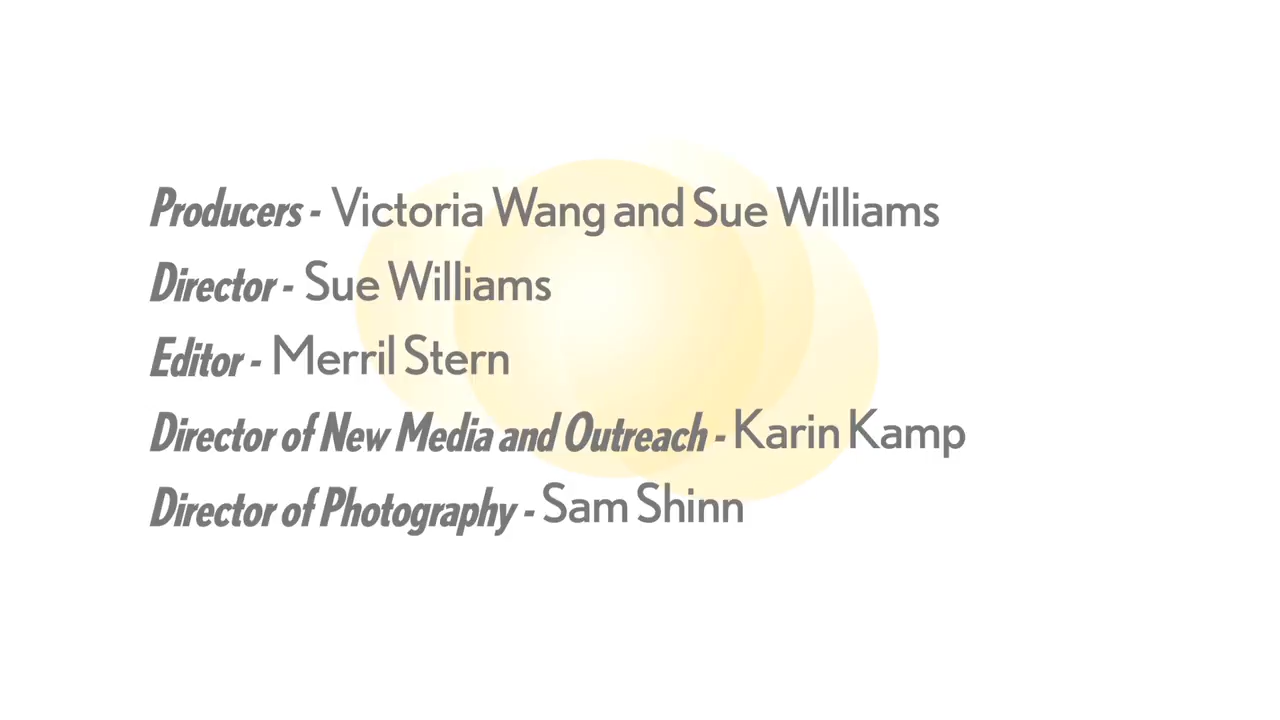 Producers - Victoria Wang and Sue Williams
Director - Sue Williams
Editor - Merril Stern
Director of New Media and Outreach - Karin Kamp
Director of Photography - Sam Shinn